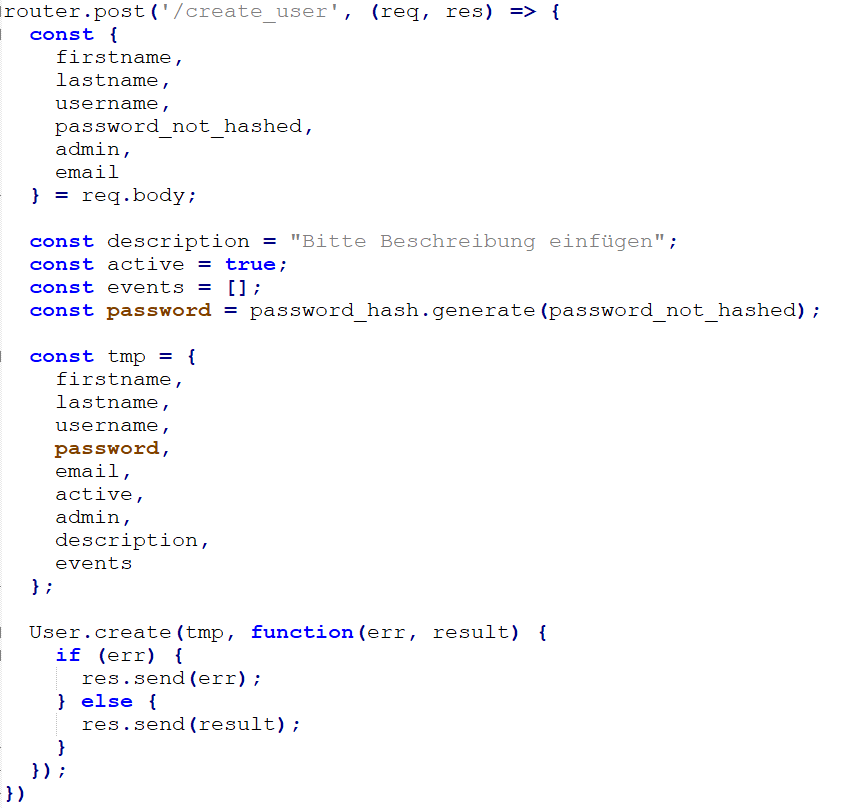 router.post('/create_user', (req, res) => {
  const {
    firstname,
    lastname,
    username,
    password_not_hashed,
    admin,
    email
  } = req.body;

  const description = "Bitte Beschreibung einfügen";
  const active = true;
  const events = [];
  const password = password_hash.generate(password_not_hashed);

  const tmp = {
    firstname,
    lastname,
    username,
    password,
    email,
    active,
    admin,
    description,
    events
  };

  User.create(tmp, function(err, result) {
    if (err) {
      res.send(err);
    } else {
      res.send(result);
    }
  });
})